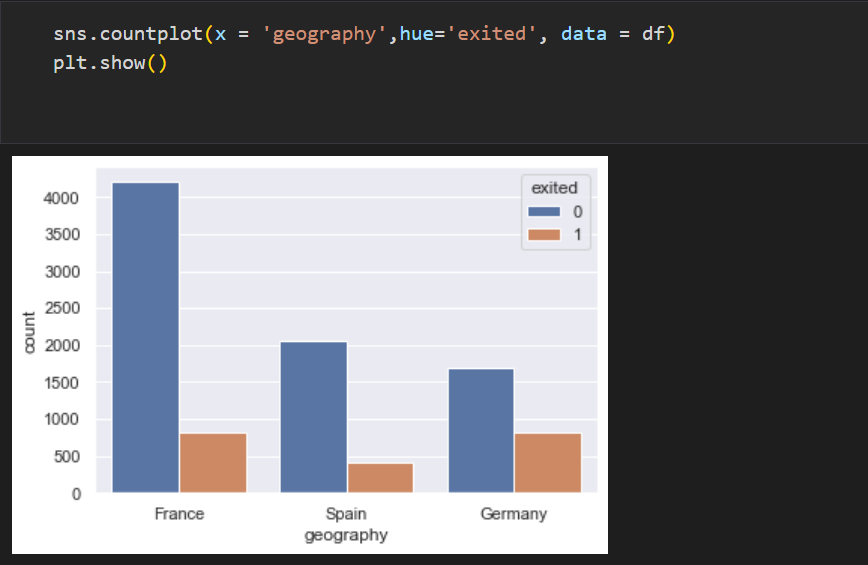 sns.countplot(x = 'geography',hue='exited', data = df)
plt.show()
exited
0
1
4000
3500
3000
2500
2000
1500
1000
500
0
count
France Spain Germany
geography